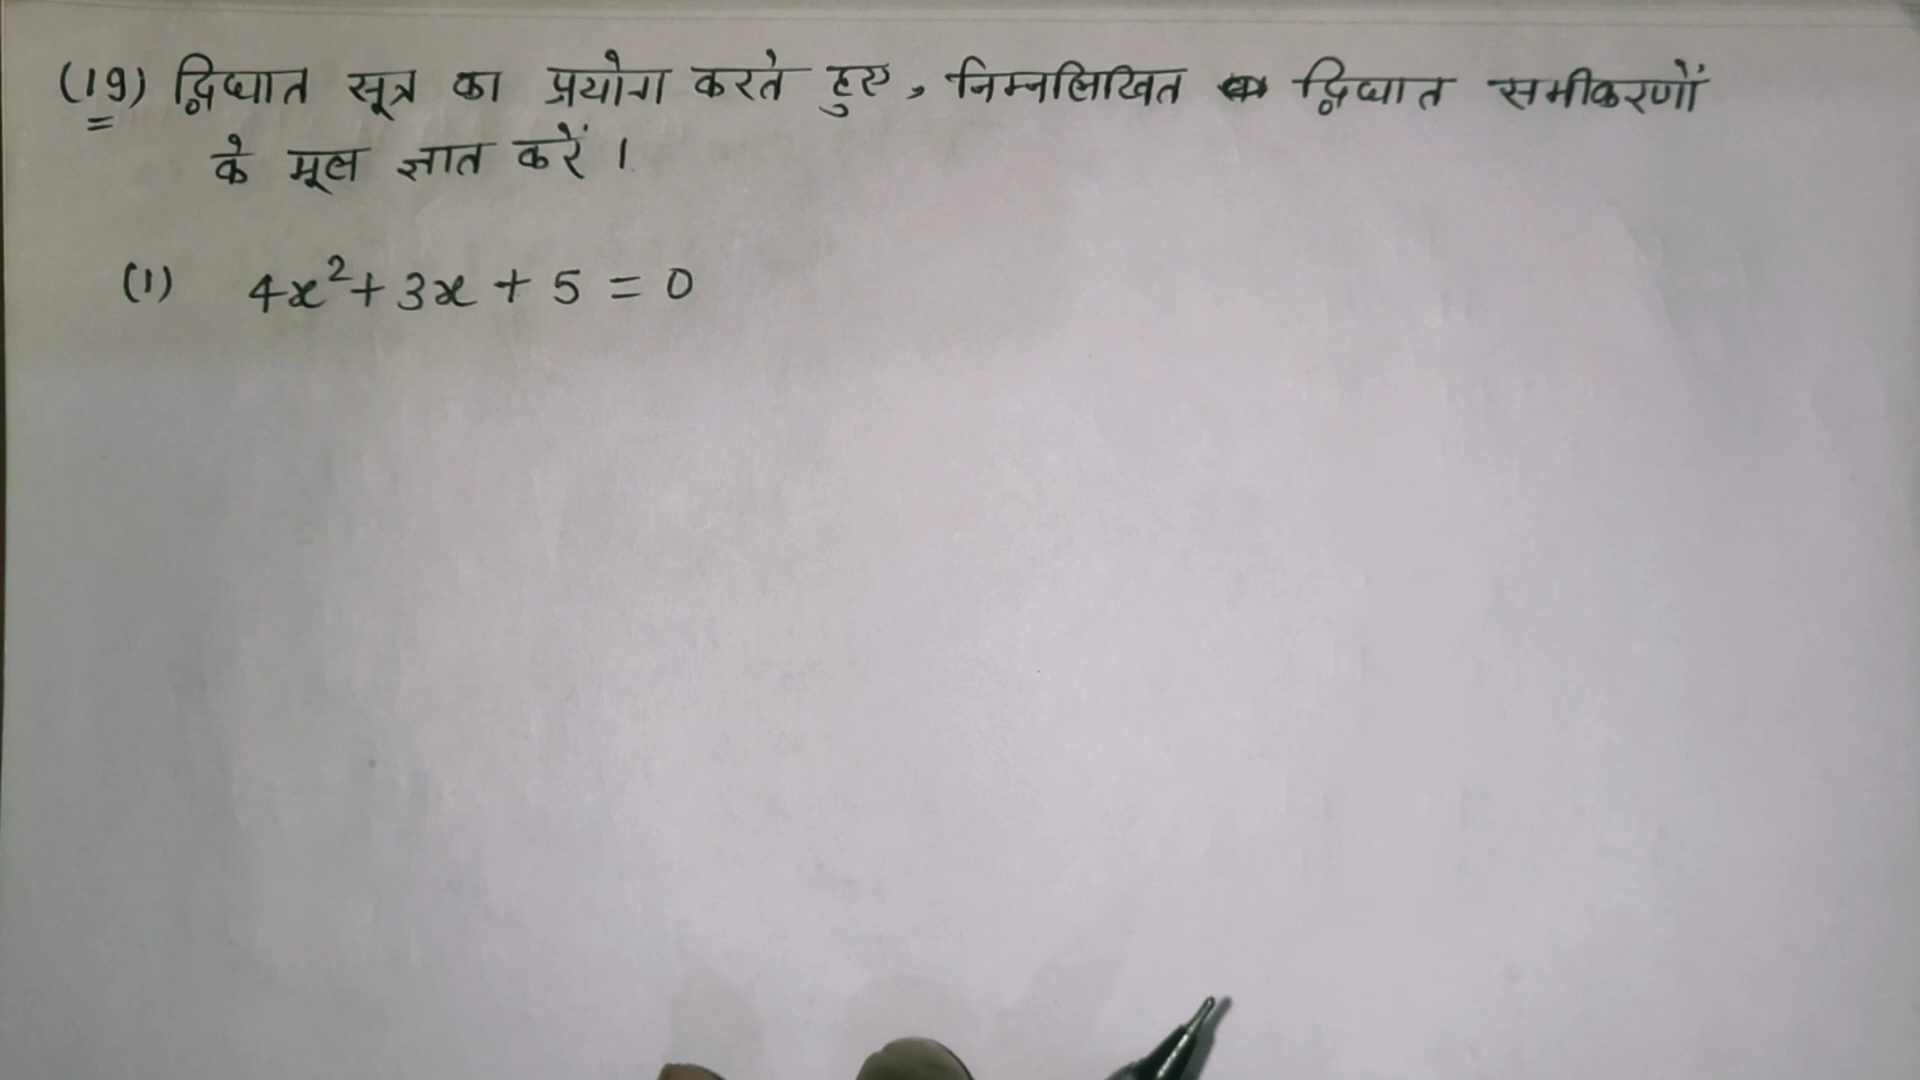 (19) द्विघात सूत्र का प्रयोग करते हुए, निम्नलिखित द्विघात समीकरणों
के मूल ज्ञात करें ।
(1) 4x² + 3x + 5 = 0